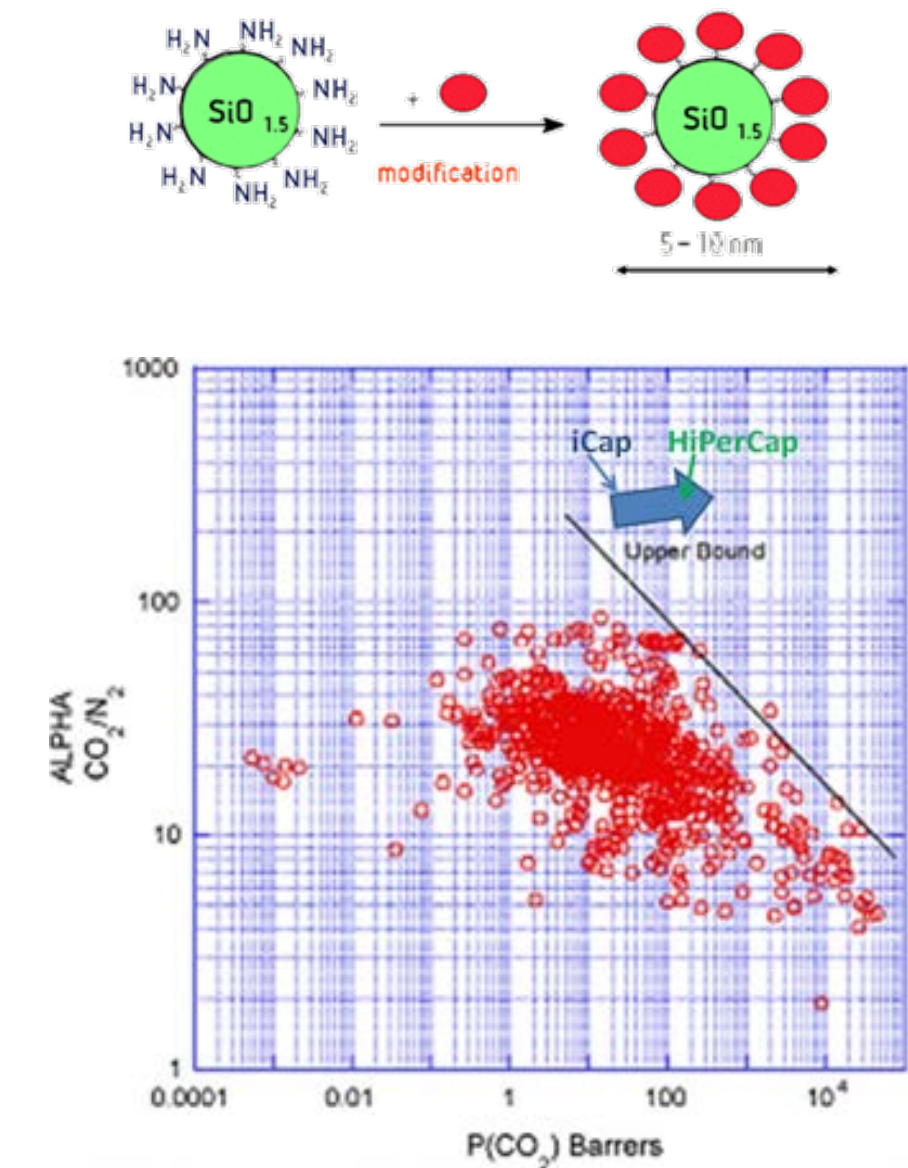 H2N NH2 NH2
H2N SiO 1.5 NH2
H2N NH2
H2N NH2 NH2
+
modification
SiO 1.5
5-10 nm
1000
iCap HiPerCap
Upper Bound
100
ALPHA
CO2/N2
10
1
0.0001 0.01 1 100 10^4
P(CO2) Barrers